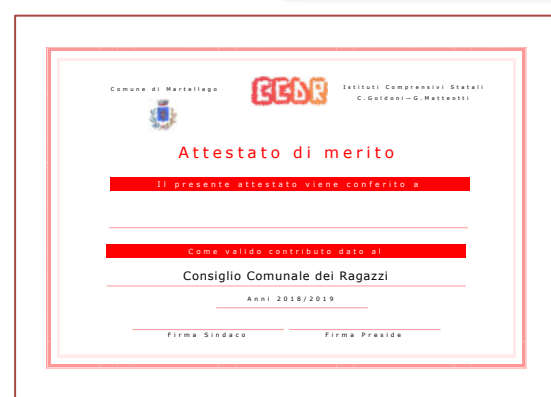 Comune di Martellago
CCDR
Istituti Comprensivi Statali
C.Goldoni—G.Matteotti
Attestato di merito
Il presente attestato viene conferito a
Come valido contributo dato al
Consiglio Comunale dei Ragazzi
Anni 2018/2019
Firma Sindaco
Firma Preside